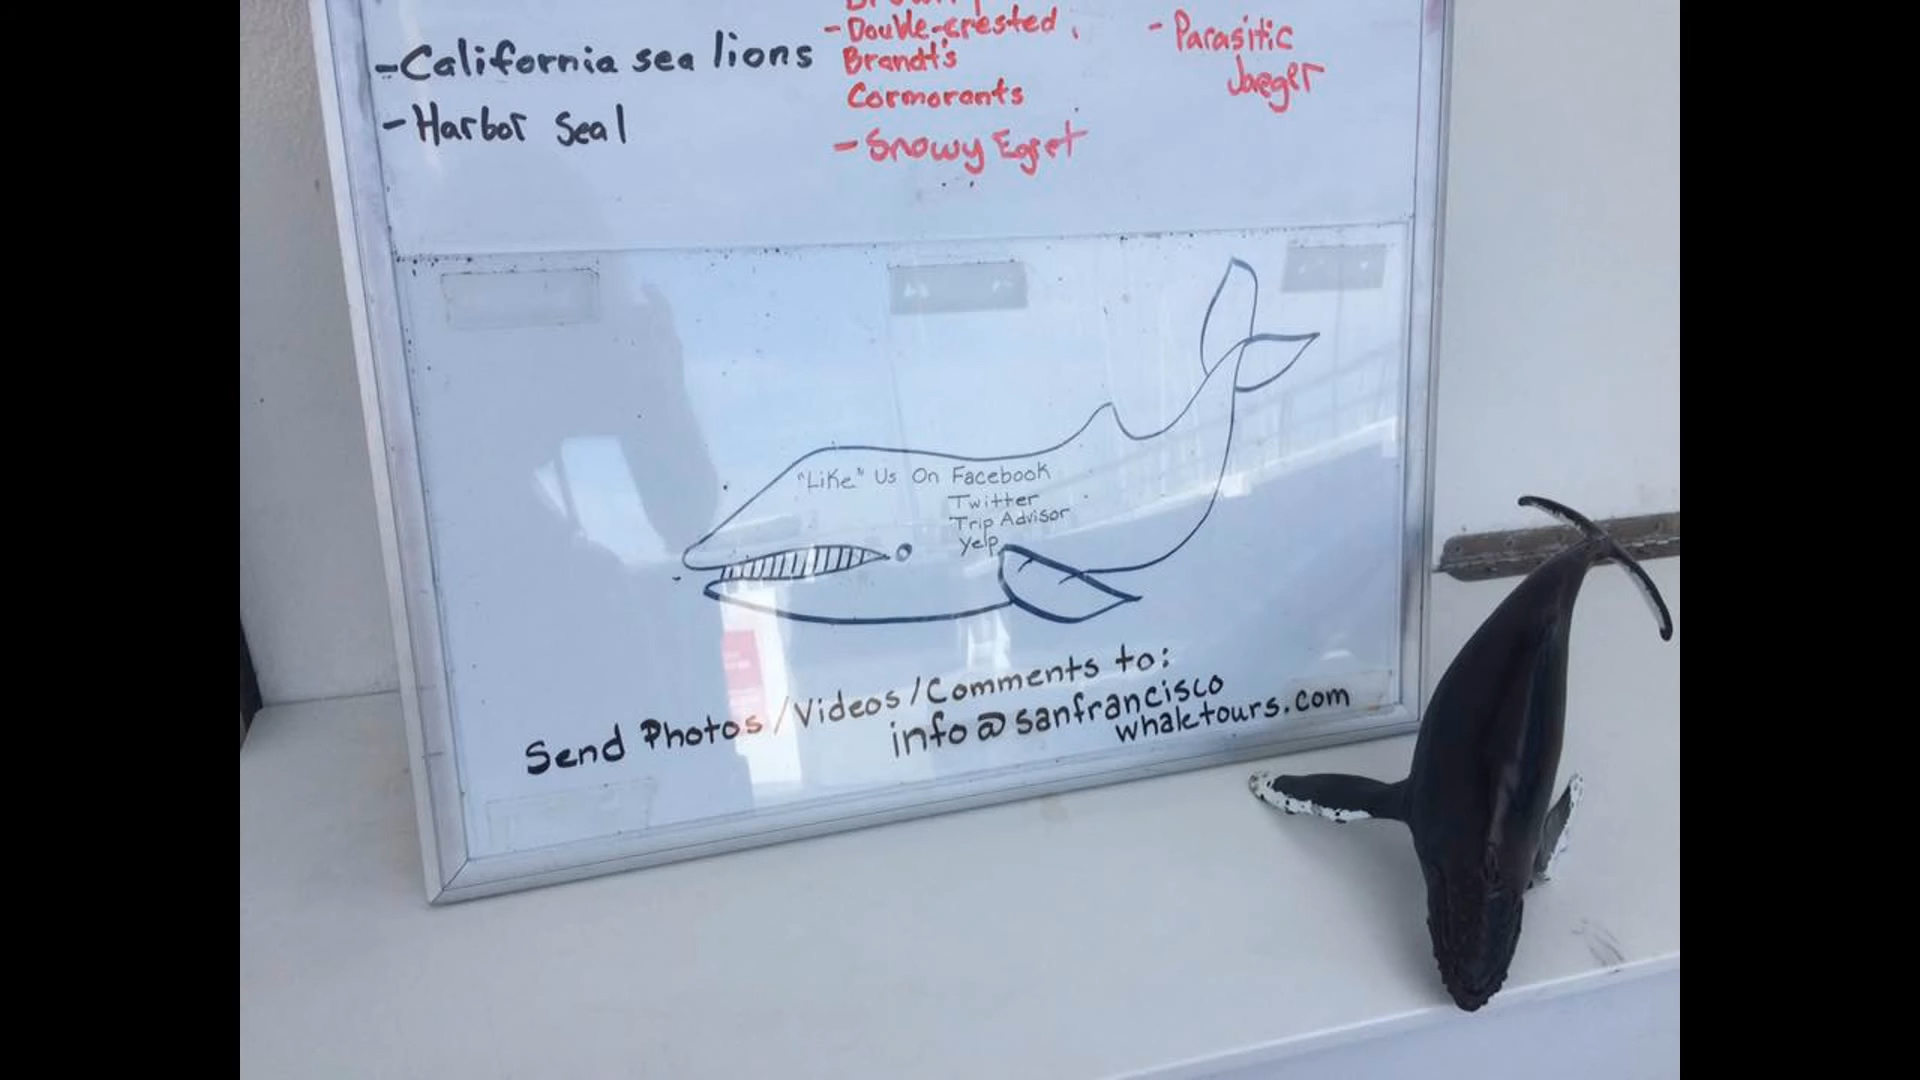 -California sea lions
-Harbor Seal
-Double-crested,
Brandt's
Cormorants
-Snowy Egret
-Parasitic
Jaeger
"Like" Us On Facebook
Twitter
Trip Advisor
Yelp
Send Photos/Videos/Comments to:
info@sanfrancisco
whaletours.com